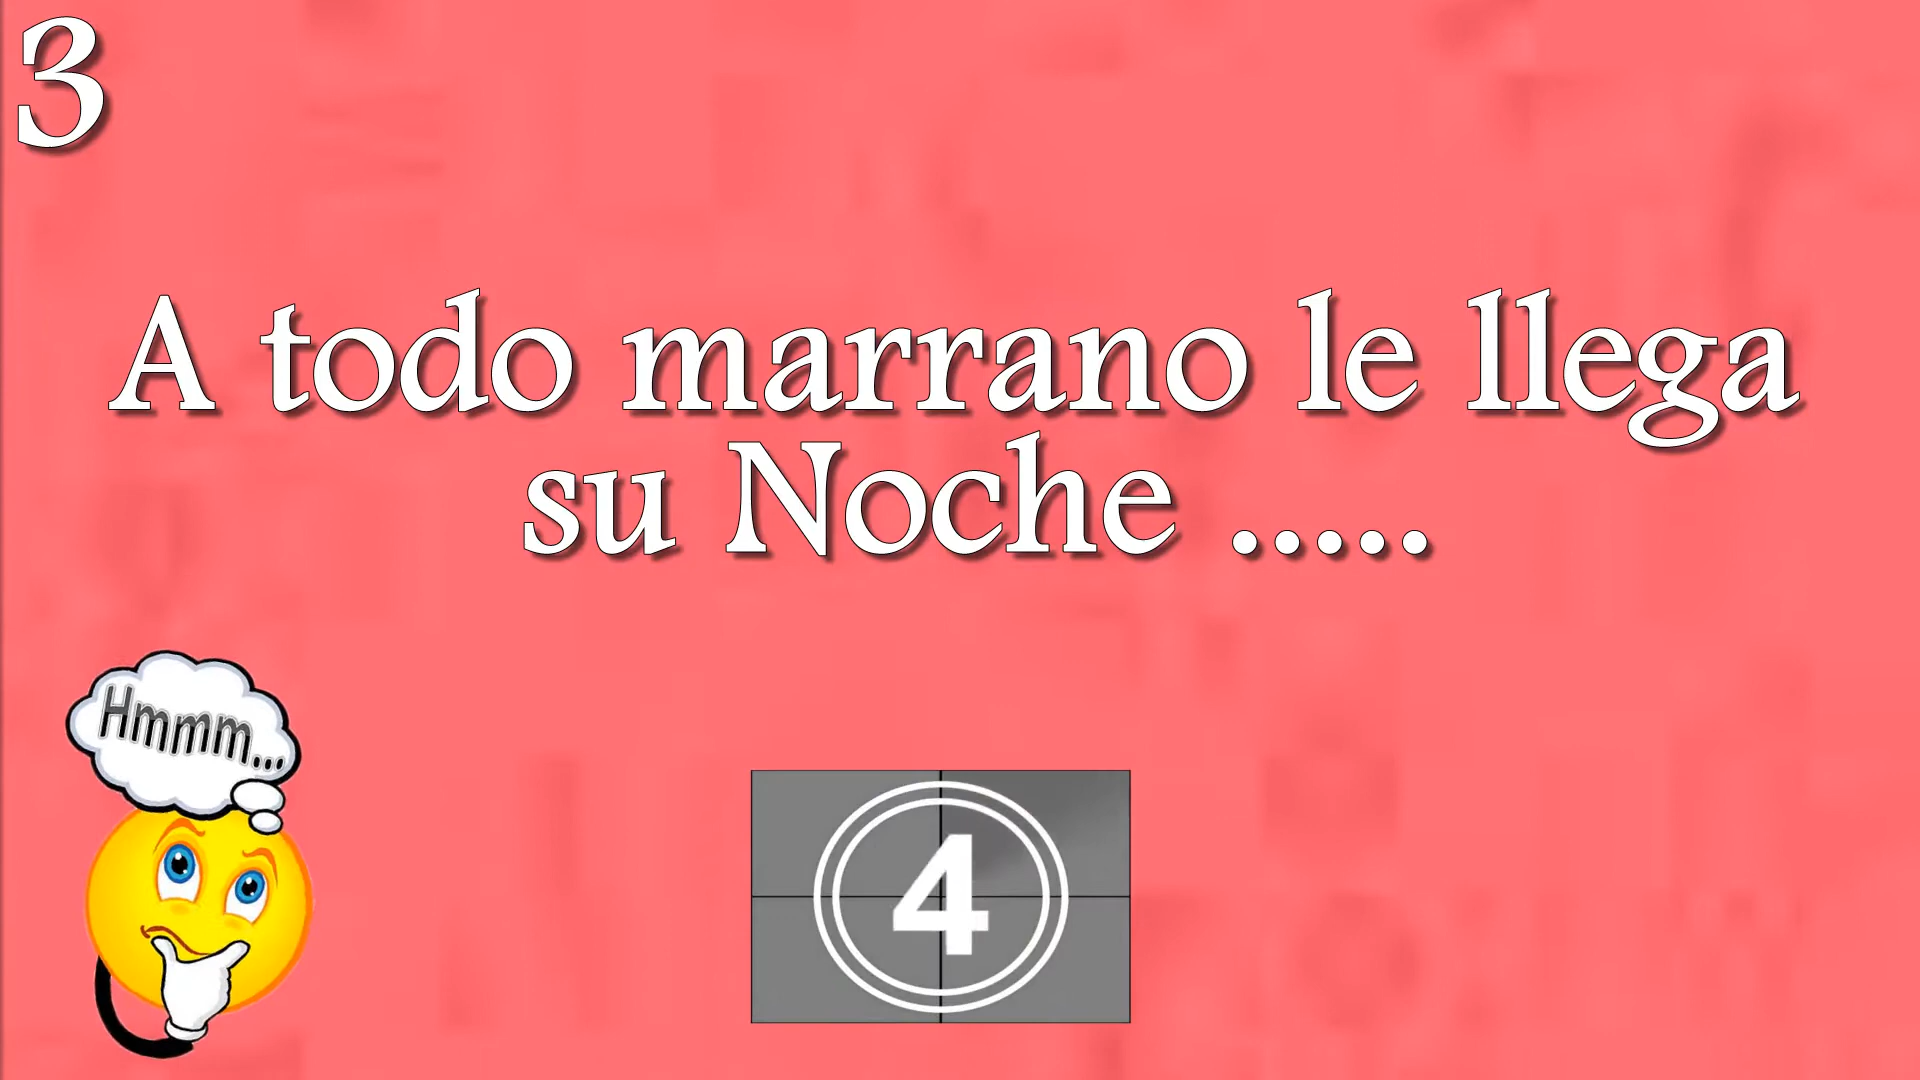 3
A todo marrano le llega
su Noche .....
Hmmm...
4